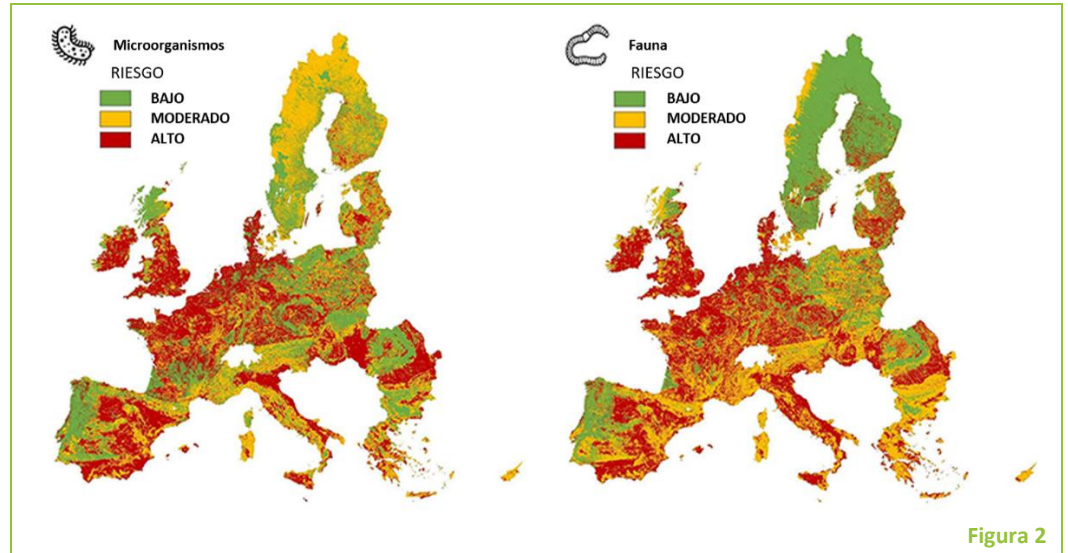 Microorganismos
RIESGO
BAJO
MODERADO
ALTO
Fauna
RIESGO
BAJO
MODERADO
ALTO
Figura 2